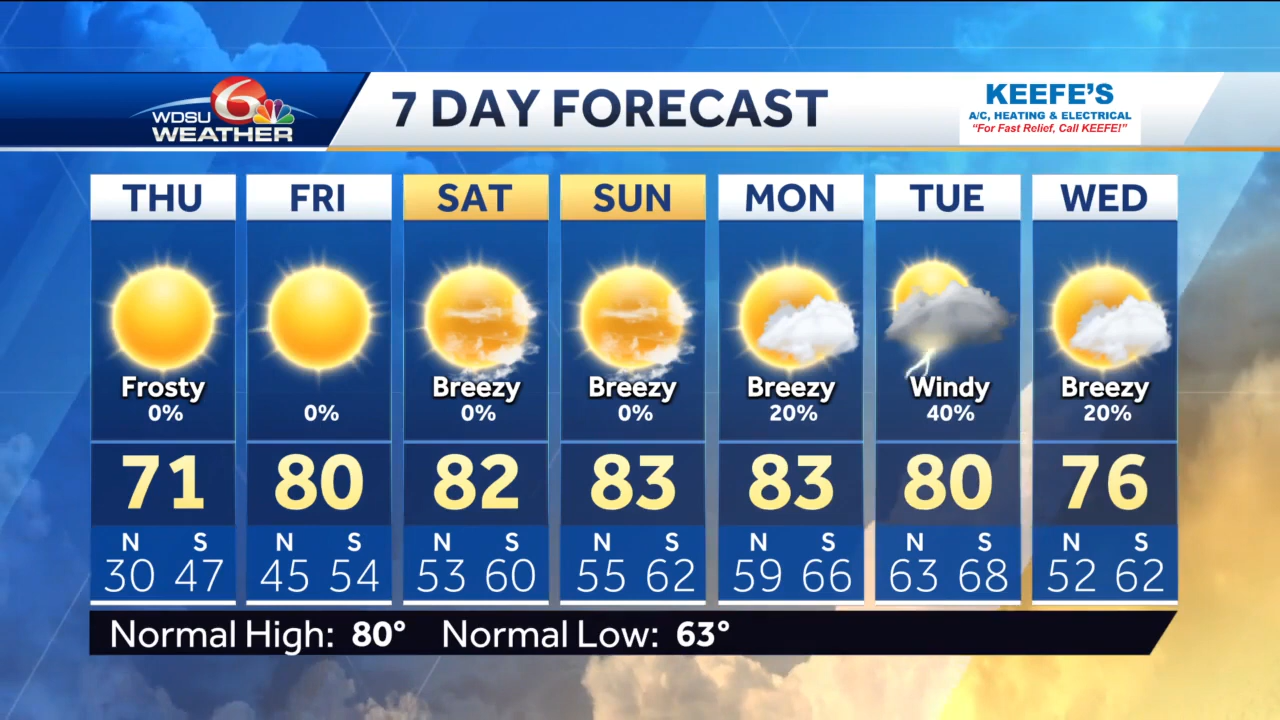 WDSU 6
WEATHER
7 DAY FORECAST
KEEFE'S
A/C, HEATING & ELECTRICAL
"For Fast Relief, Call KEEFE!"
THU FRI SAT SUN MON TUE WED
Frosty Breezy Breezy Breezy Windy Breezy
0% 0% 0% 0% 20% 40% 20%
71 80 82 83 83 80 76
N S N S N S N S N S N S N S
30 47 45 54 53 60 55 62 59 66 63 68 52 62
Normal High: 80° Normal Low: 63°